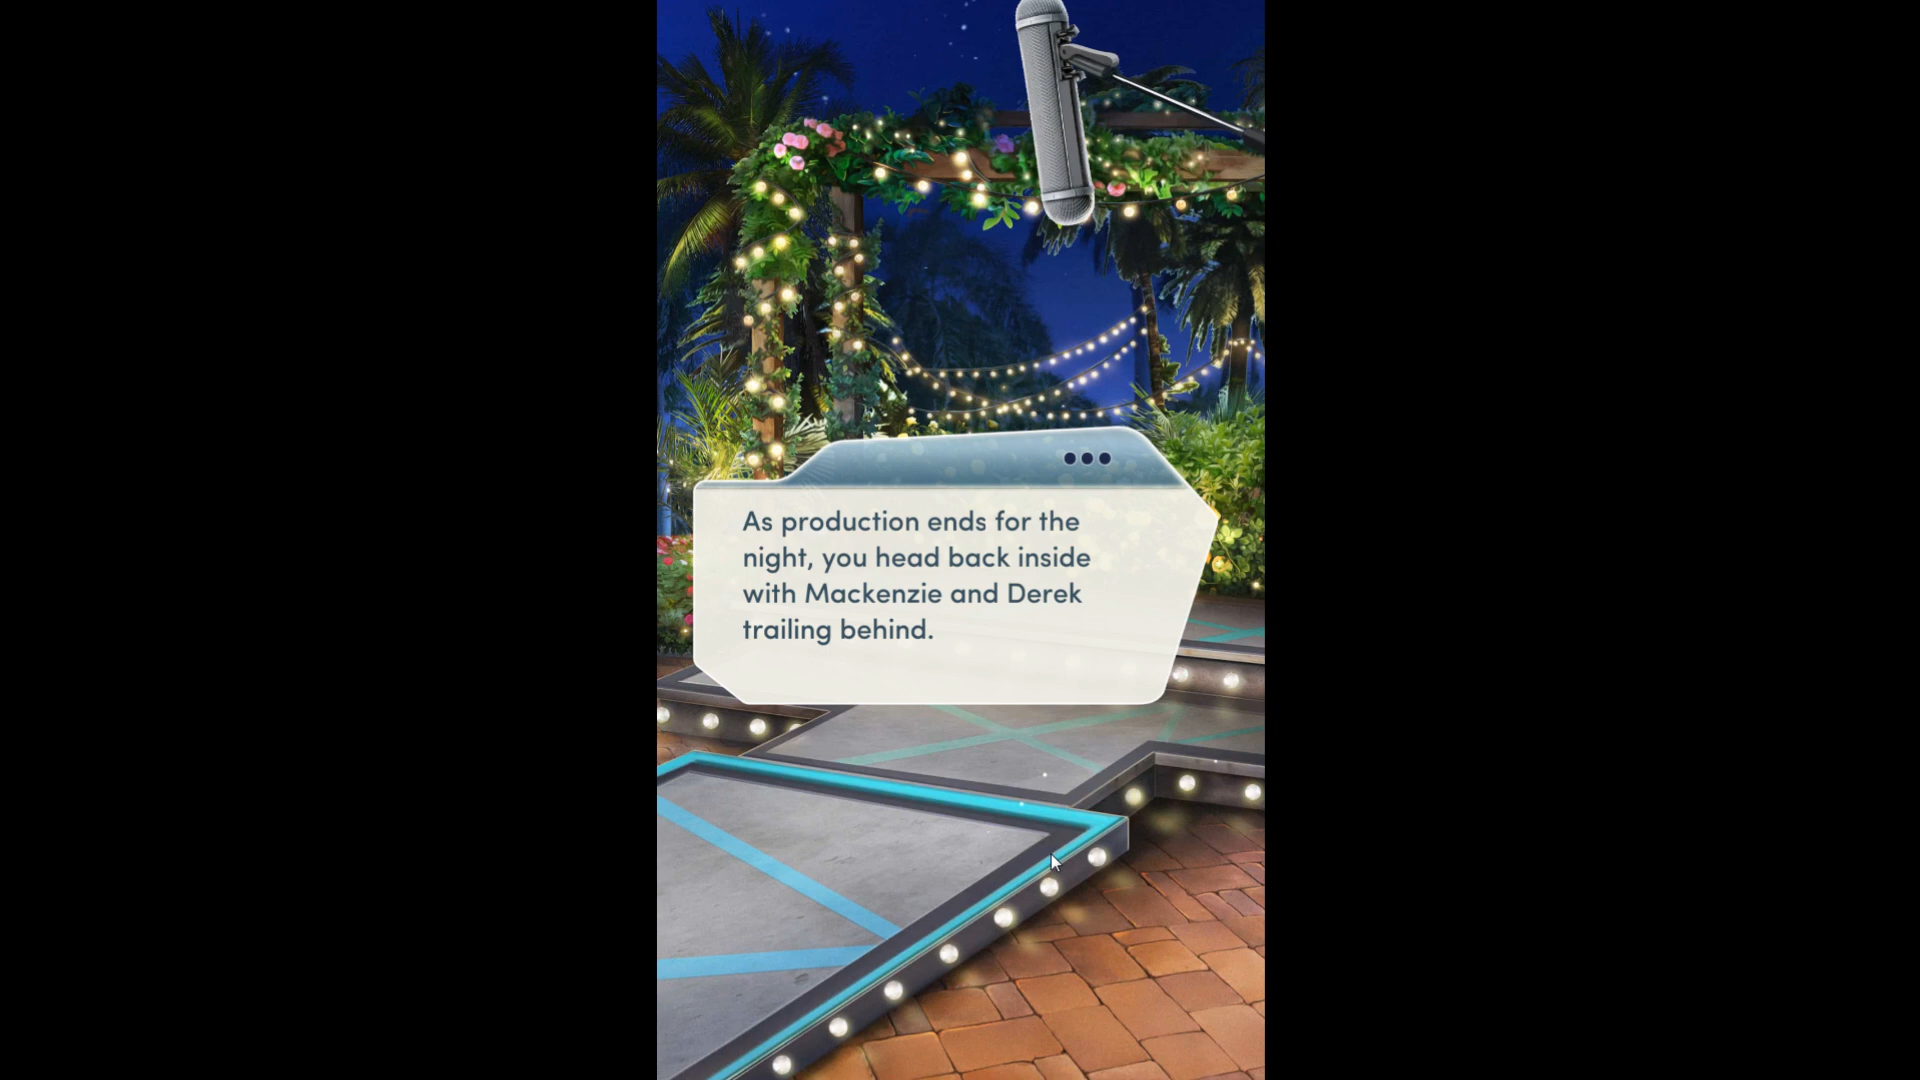 As production ends for the
night, you head back inside
with Mackenzie and Derek
trailing behind.